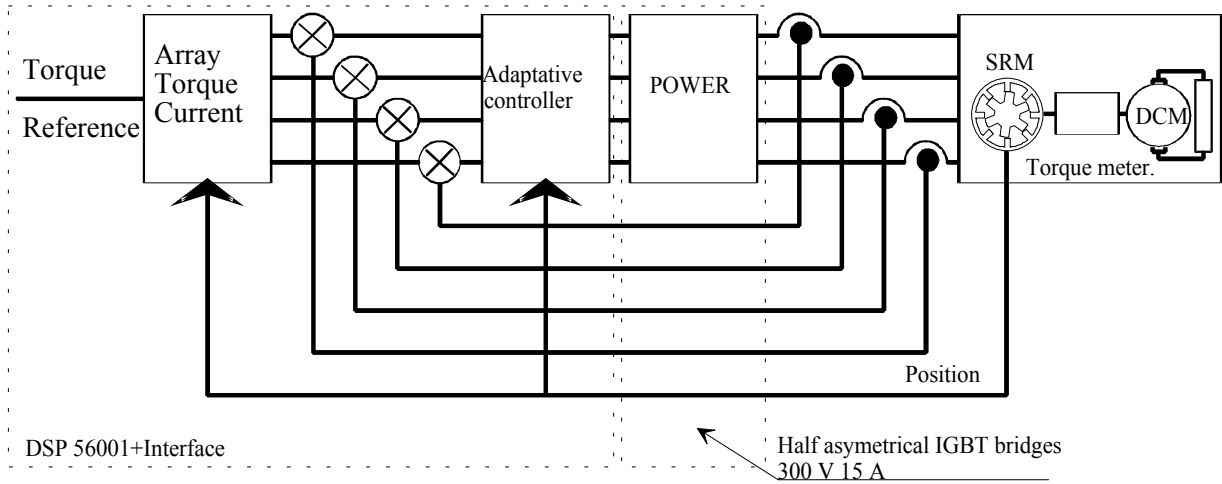 Torque
Reference
Array
Torque
Current
Adaptative
controller
POWER
SRM
DCM
Torque meter.
Position
DSP 56001+Interface
Half asymetrical IGBT bridges
300 V 15 A